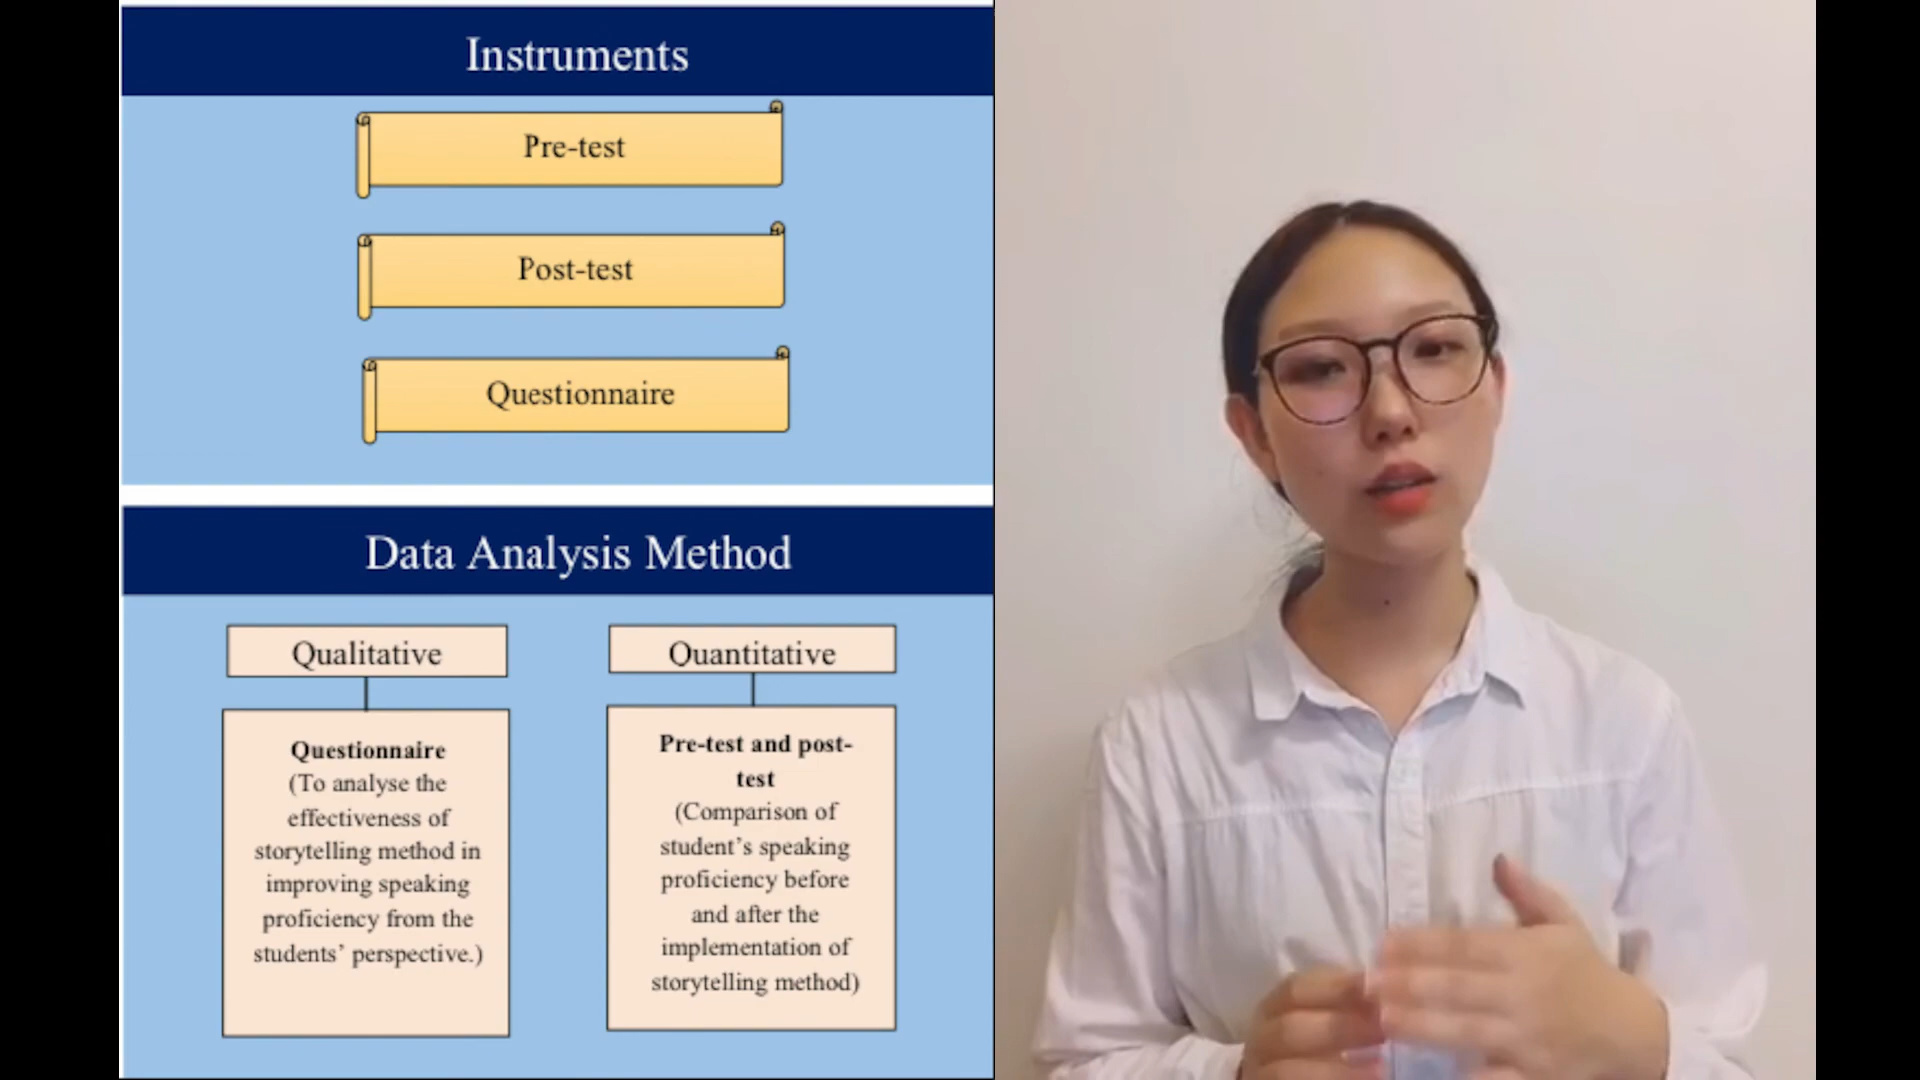 Instruments
Pre-test
Post-test
Questionnaire
Data Analysis Method
Qualitative
Questionnaire
(To analyse the
effectiveness of
storytelling method in
improving speaking
proficiency from the
students’ perspective.)
Quantitative
Pre-test and post-
test
(Comparison of
student’s speaking
proficiency before
and after the
implementation of
storytelling method)